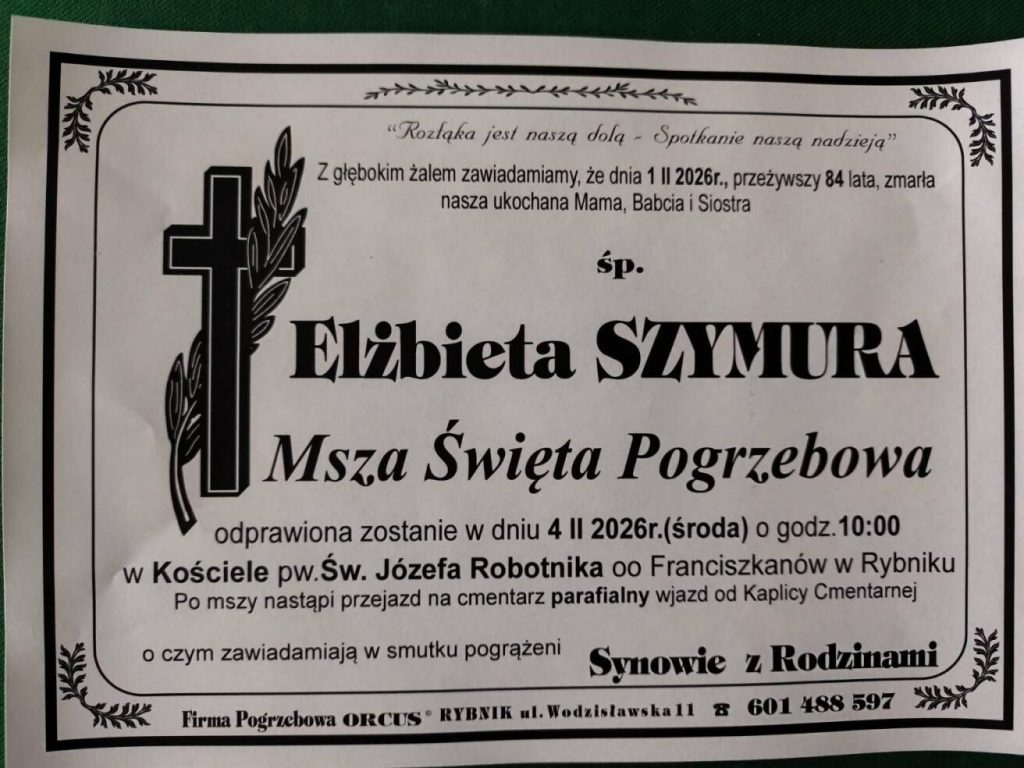 “Rozłąka jest naszą dolą - Spotkanie naszą nadzieją”
Z głębokim żalem zawiadamiamy, że dnia 1 II 2026r., przeżywszy 84 lata, zmarła
nasza ukochana Mama, Babcia i Siostra
śp.
Elżbieta SZYMURA
Msza Święta Pogrzebowa
odprawiona zostanie w dniu 4 II 2026r.(środa) o godz.10:00
w Kościele pw.Św. Józefa Robotnika oo Franciszkanów w Rybniku
Po mszy nastąpi przejazd na cmentarz parafialny wjazd od Kaplicy Cmentarnej
o czym zawiadamiają w smutku pogrążeni Synowie z Rodzinami
Firma Pogrzebowa ORCUS® RYBNIK ul. Wodzisławska 11 ☎ 601 488 597